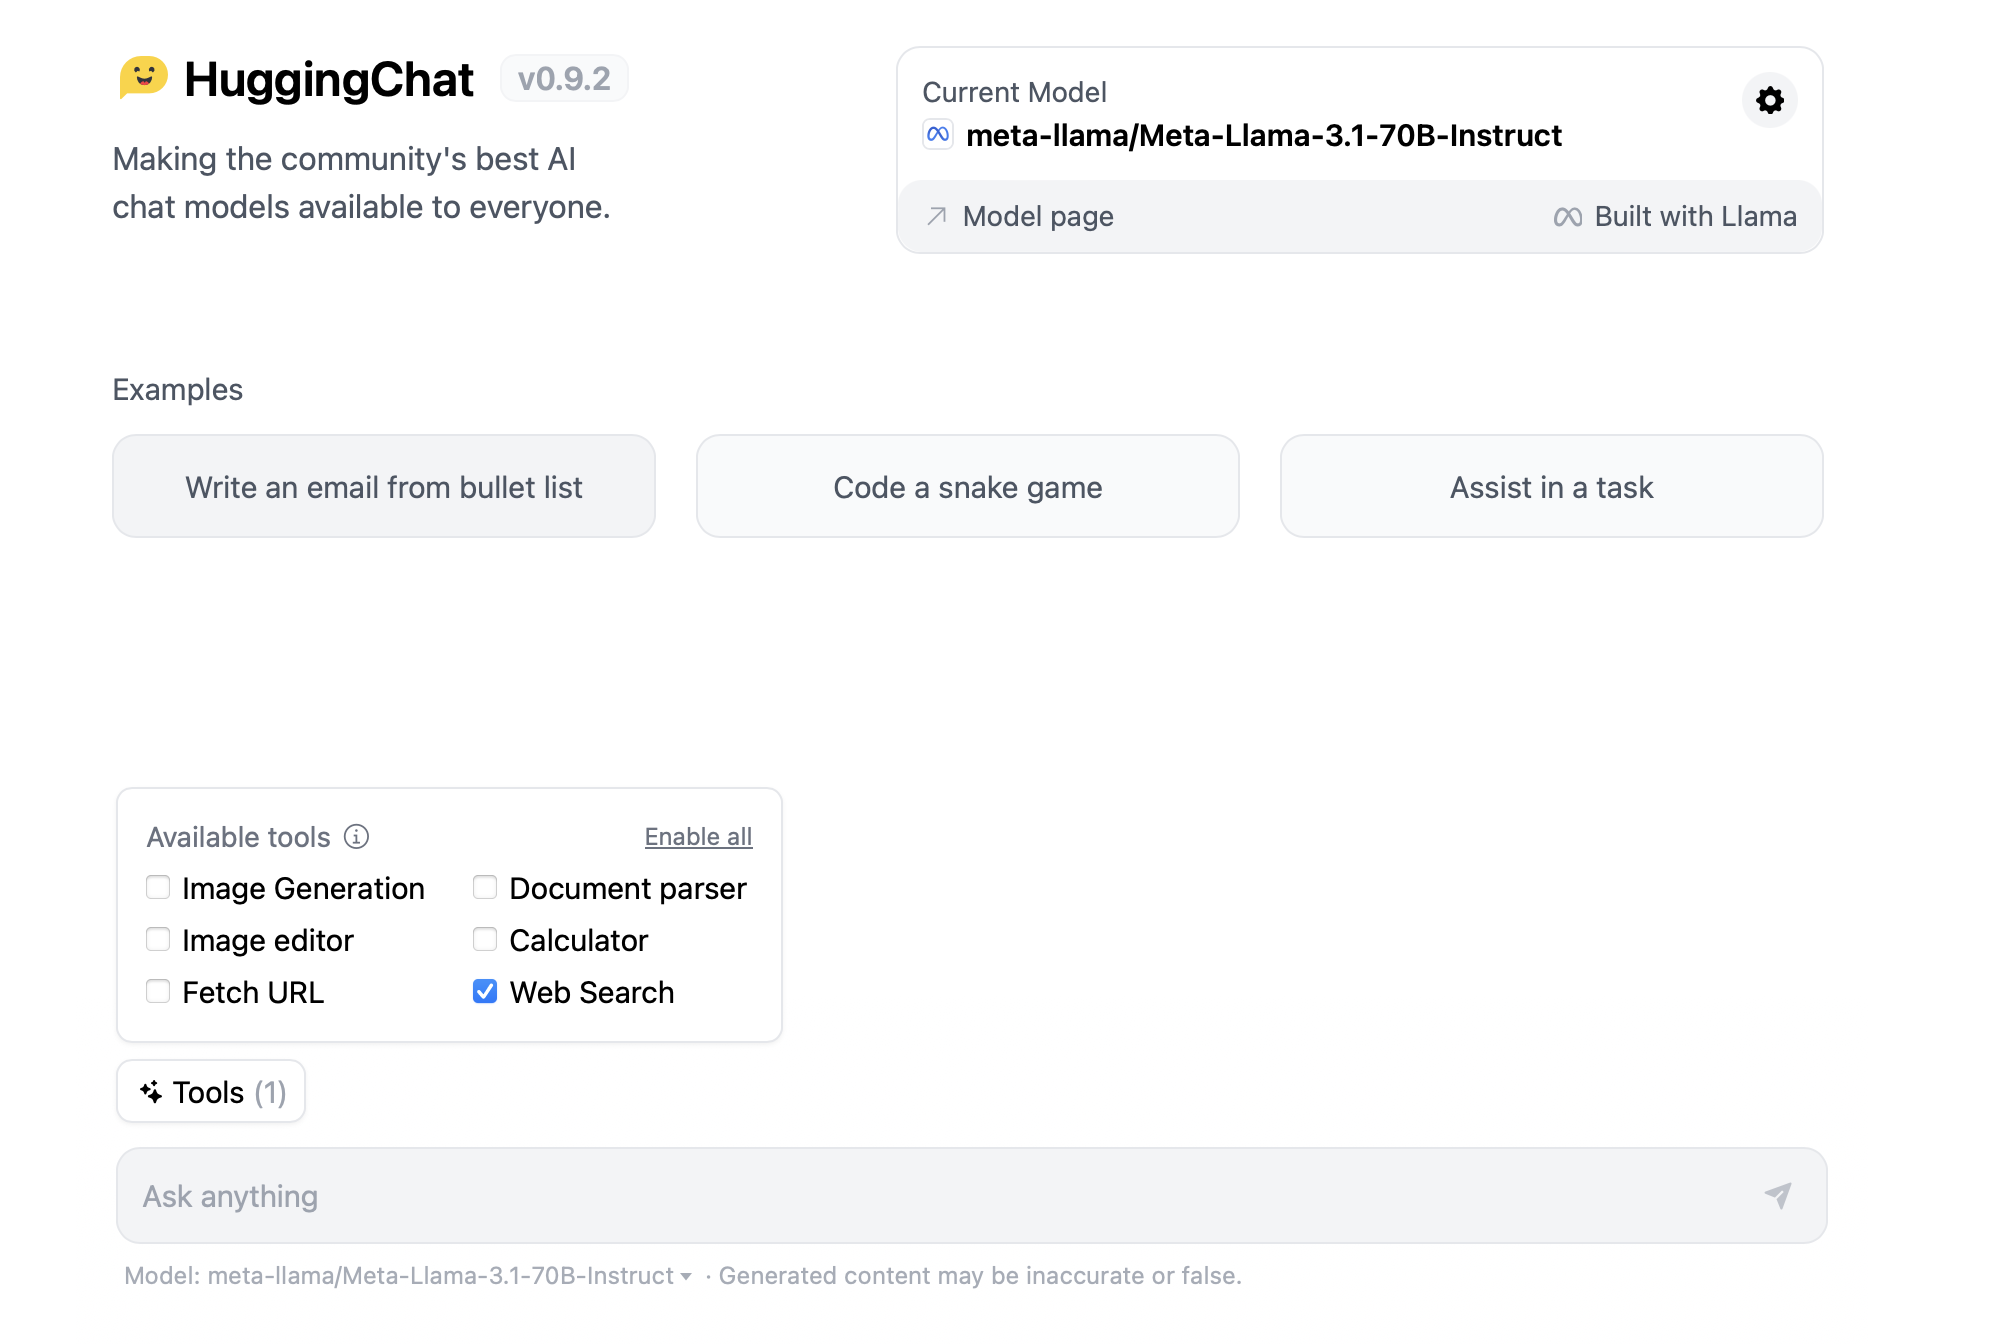 HuggingChat v0.9.2
Making the community's best AI
chat models available to everyone.
Current Model
meta-llama/Meta-Llama-3.1-70B-Instruct
Model page
Built with Llama
Examples
Write an email from bullet list
Code a snake game
Assist in a task
Available tools
Enable all
Image Generation
Document parser
Image editor
Calculator
Fetch URL
Web Search
Tools (1)
Ask anything
Model: meta-llama/Meta-Llama-3.1-70B-Instruct · Generated content may be inaccurate or false.